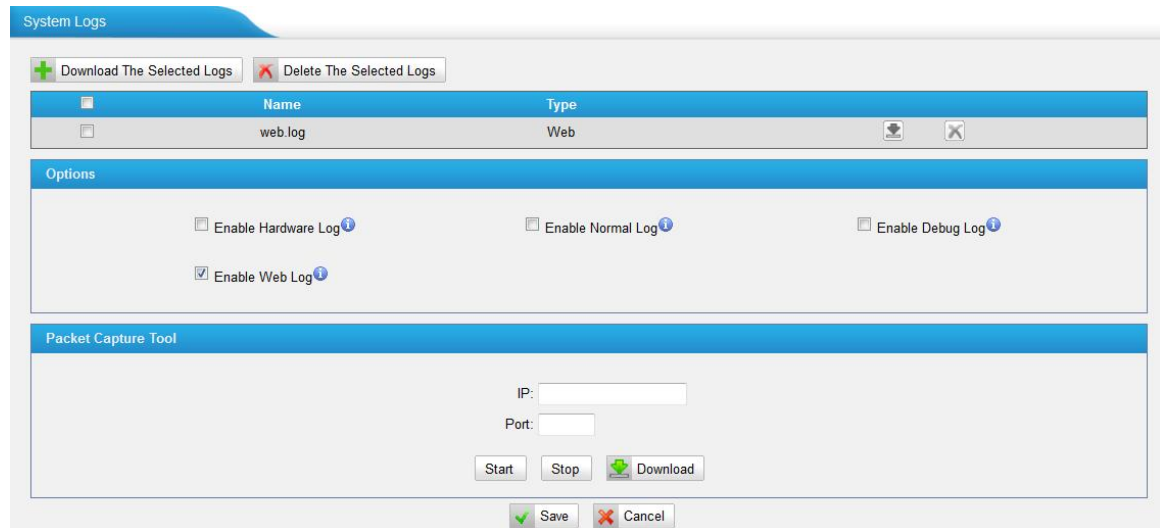 System Logs
Download The Selected Logs Delete The Selected Logs
Name Type
web.log Web
Options
Enable Hardware Log Enable Normal Log Enable Debug Log
Enable Web Log
Packet Capture Tool
IP:
Port:
Start Stop Download
Save Cancel